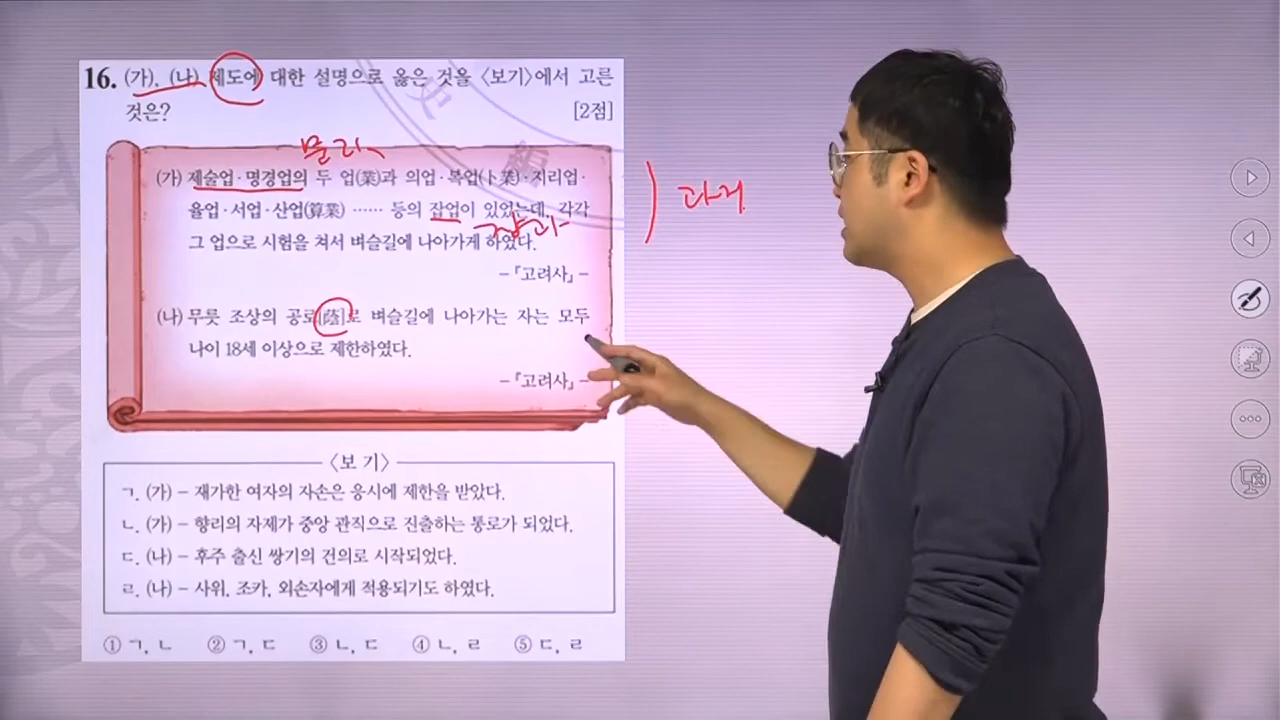 16. (가), (나) 제도에 대한 설명으로 옳은 것을 〈보기〉에서 고른
것은? [2점]
문과
(가) 제술업·명경업의 두 업(業)과 의업·복업(卜業)·지리업·
율업·서업·산업(算業) …… 등의 잡업이 있었는데, 각각
잡과
과거
그 업으로 시험을 쳐서 벼슬길에 나아가게 하였다.
-『고려사』-
(나) 무릇 조상의 공로[蔭]로 벼슬길에 나아가는 자는 모두
나이 18세 이상으로 제한하였다.
-『고려사』-
〈보 기〉
ㄱ. (가) - 재가한 여자의 자손은 응시에 제한을 받았다.
ㄴ. (가) - 향리의 자제가 중앙 관직으로 진출하는 통로가 되었다.
ㄷ. (나) - 후주 출신 쌍기의 건의로 시작되었다.
ㄹ. (나) - 사위, 조카, 외손자에게 적용되기도 하였다.
① ㄱ, ㄴ ② ㄱ, ㄷ ③ ㄴ, ㄷ ④ ㄴ, ㄹ ⑤ ㄷ, ㄹ